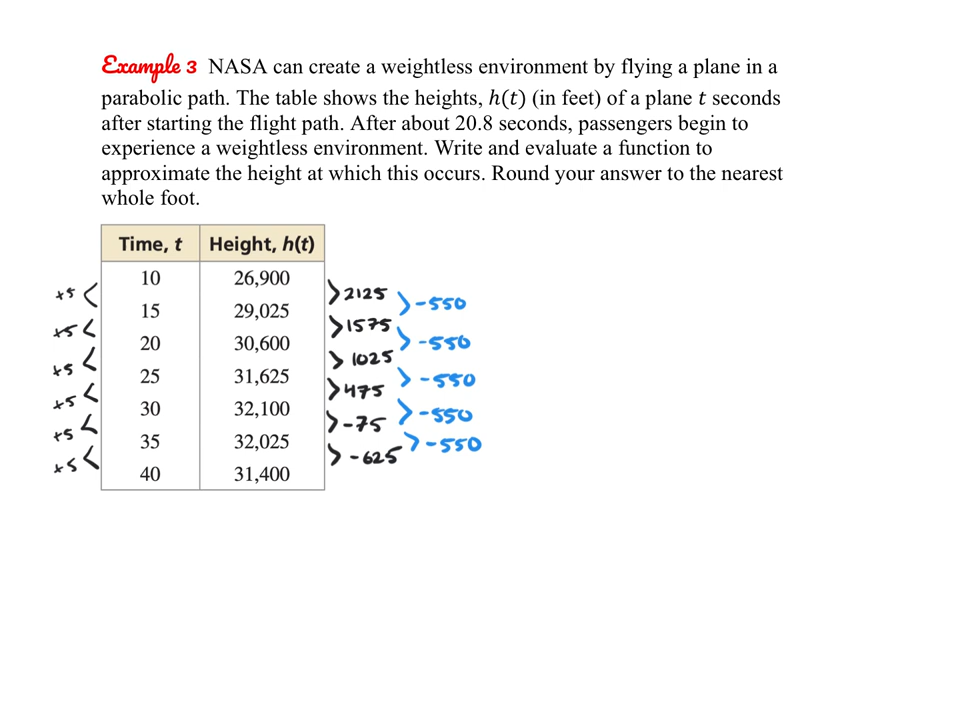 Example 3 NASA can create a weightless environment by flying a plane in a
parabolic path. The table shows the heights, h(t) (in feet) of a plane t seconds
after starting the flight path. After about 20.8 seconds, passengers begin to
experience a weightless environment. Write and evaluate a function to
approximate the height at which this occurs. Round your answer to the nearest
whole foot.
Time, t Height, h(t)
10 26,900
+5 < > 2125 > -550
15 29,025
+5 < > 1575
20 30,600 > -550
+5 < > 1025
25 31,625 > -550
+5 < > 475
30 32,100 > -550
+5 < > -75
35 32,025 > -550
+5 < > -625
40 31,400